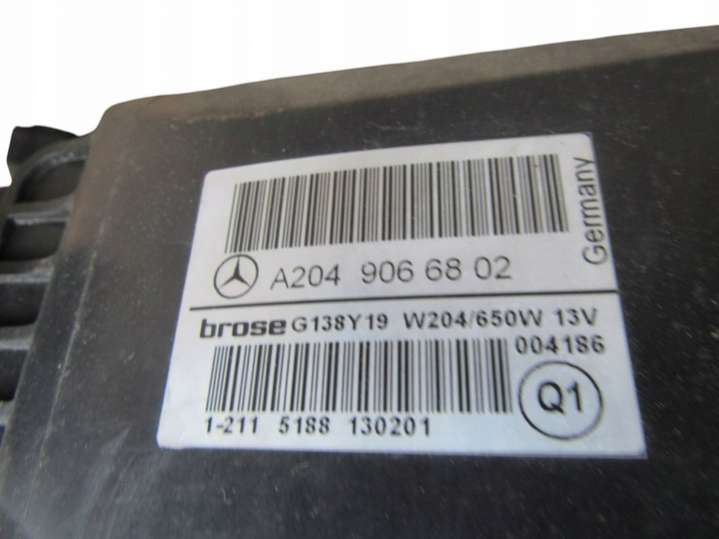 A204 906 68 02
Germany
brose G138Y19 W204/650W 13V
004186
Q1
1-211 5188 130201